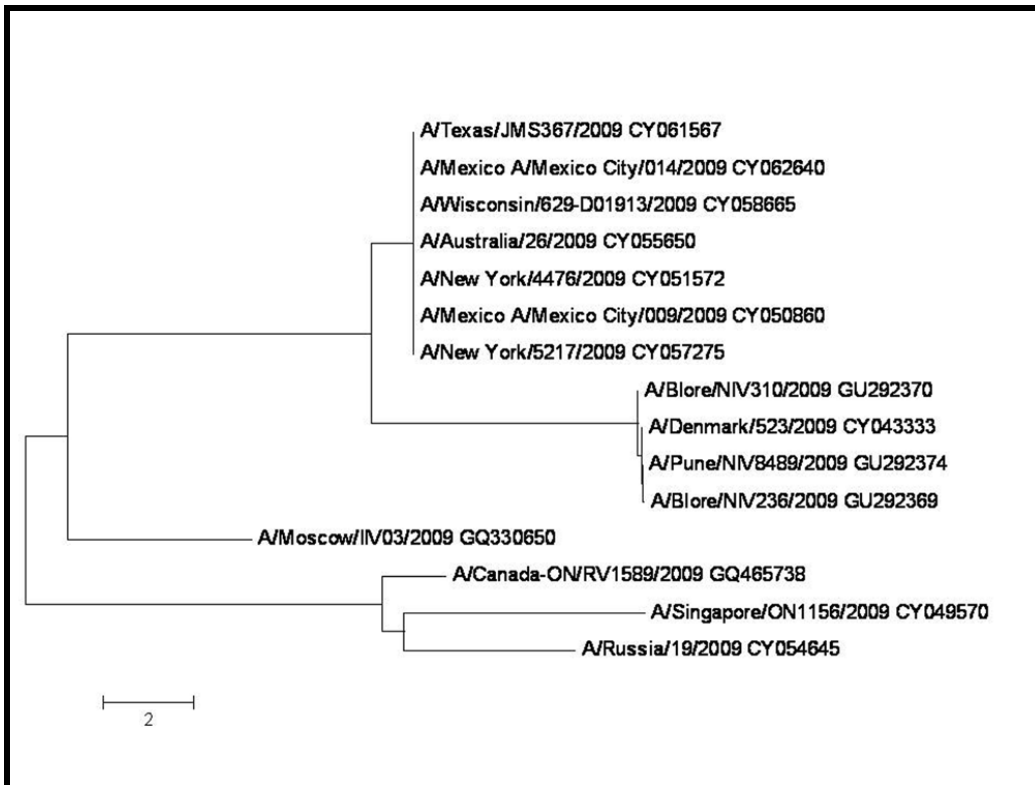 A/Texas/JMS367/2009 CY061567
A/Mexico A/Mexico City/014/2009 CY062640
A/Wisconsin/629-D01913/2009 CY058665
A/Australia/26/2009 CY055650
A/New York/4476/2009 CY051572
A/Mexico A/Mexico City/009/2009 CY050860
A/New York/5217/2009 CY057275
A/Blore/NIV310/2009 GU292370
A/Denmark/523/2009 CY043333
A/Pune/NIV8489/2009 GU292374
A/Blore/NIV236/2009 GU292369
A/Moscow/IIV03/2009 GQ330650
A/Canada-ON/RV1589/2009 GQ465738
A/Singapore/ON1156/2009 CY049570
A/Russia/19/2009 CY054645
2